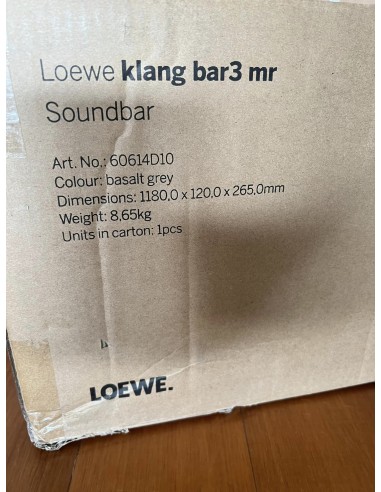 Loewe klang bar3 mr
Soundbar
Art. No.: 60614D10
Colour: basalt grey
Dimensions: 1180,0 x 120,0 x 265,0mm
Weight: 8,65kg
Units in carton: 1pcs
LOEWE.